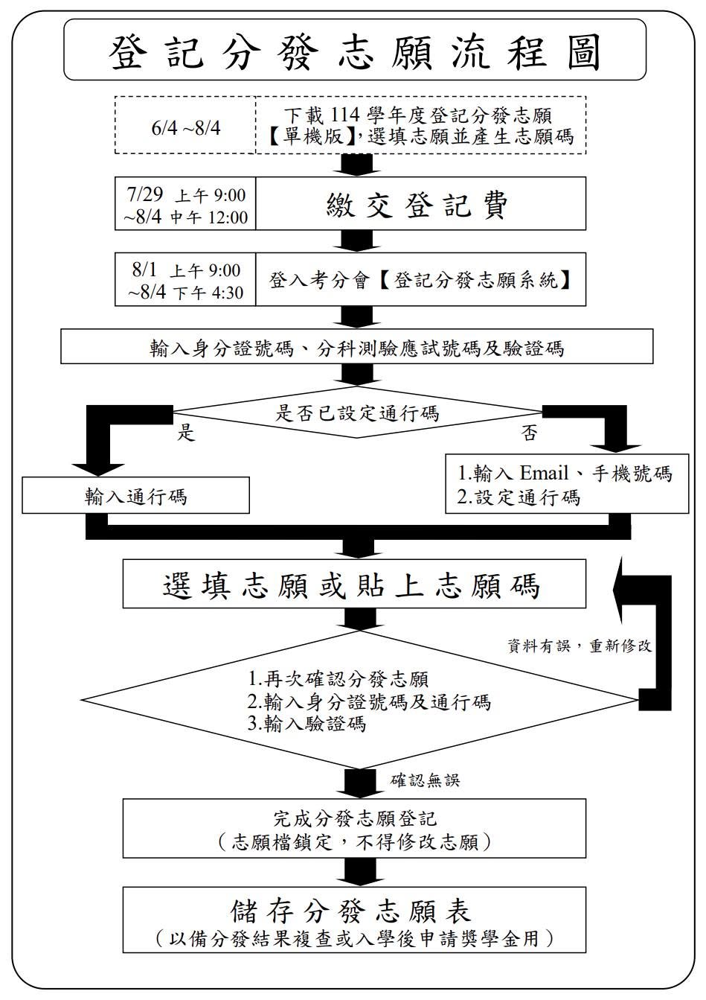 登記分發志願流程圖
6/4 ~8/4
下載 114 學年度登記分發志願
【單機版】,選填志願並產生志願碼
7/29 上午 9:00
~8/4 中午 12:00
繳交登記費
8/1 上午 9:00
~8/4 下午 4:30
登入考分會【登記分發志願系統】
輸入身分證號碼、分科測驗應試號碼及驗證碼
是否已設定通行碼
是
否
輸入通行碼
1.輸入 Email、手機號碼
2.設定通行碼
選填志願或貼上志願碼
資料有誤，重新修改
1.再次確認分發志願
2.輸入身分證號碼及通行碼
3.輸入驗證碼
確認無誤
完成分發志願登記
（志願檔鎖定，不得修改志願）
儲存分發志願表
（以備分發結果複查或入學後申請獎學金用）